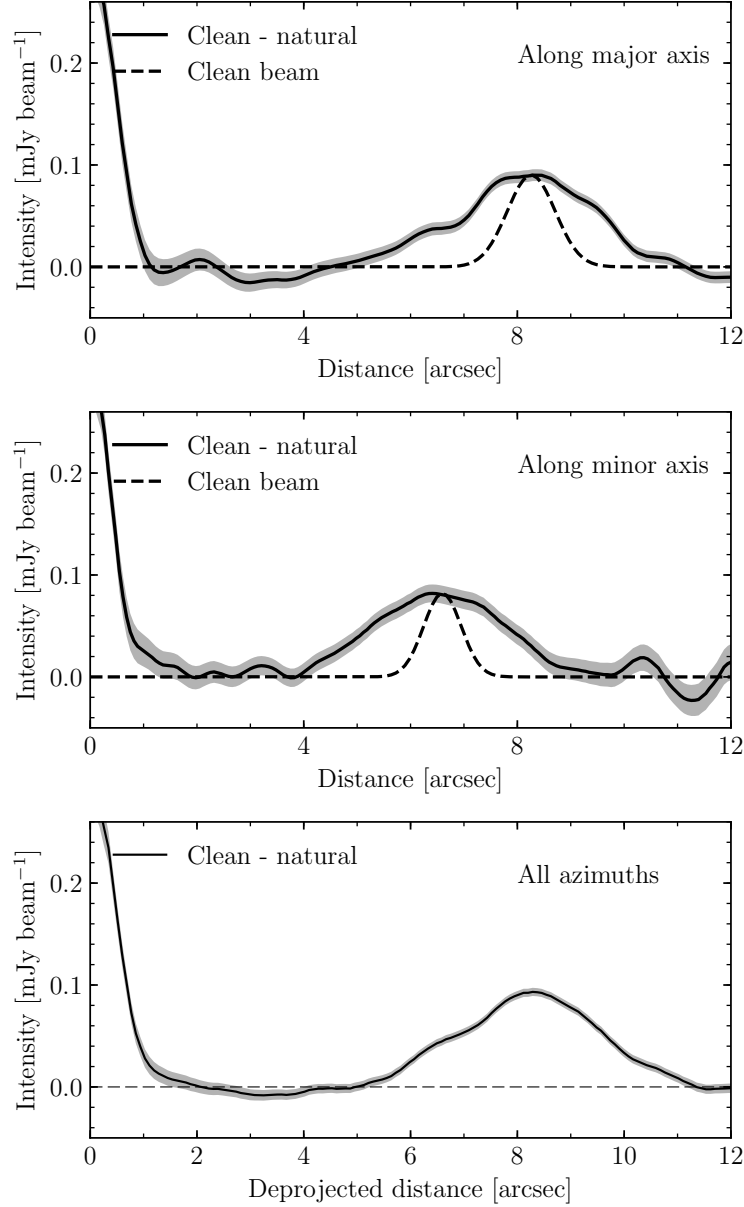 Clean - natural
Clean beam
Along major axis
Intensity [mJy beam⁻¹]
0.2
0.1
0.0
0 4 8 12
Distance [arcsec]
Clean - natural
Clean beam
Along minor axis
Intensity [mJy beam⁻¹]
0.2
0.1
0.0
0 4 8 12
Distance [arcsec]
Clean - natural
All azimuths
Intensity [mJy beam⁻¹]
0.2
0.1
0.0
0 2 4 6 8 10 12
Deprojected distance [arcsec]